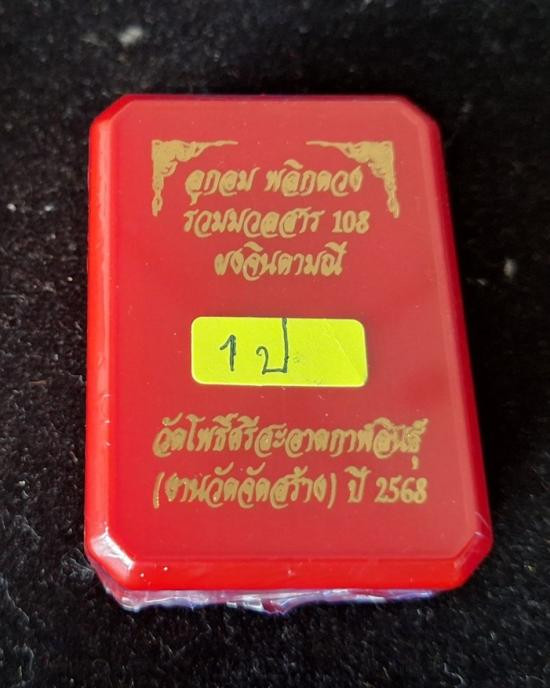 ลูกอม พลิกดวง
รวมมวลสาร 108
ผงจินดามณี
1 ป
วัดโพธิ์ศรีสะอาดกาฬสินธุ์
(งานวัดจัดสร้าง) ปี 2568